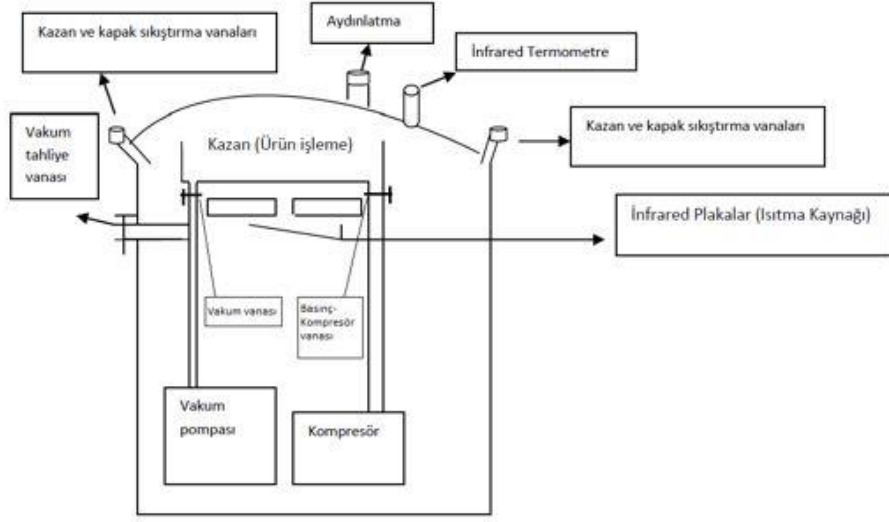 Aydınlatma
Kazan ve kapak sıkıştırma vanaları
İnfrared Termometre
Vakum
tahliye
vanası
Kazan ve kapak sıkıştırma vanaları
Kazan (Ürün işleme)
İnfrared Plakalar (Isıtma Kaynağı)
Vakum vanası
Basınç-
Kompresör
vanası
Vakum
pompası
Kompresör